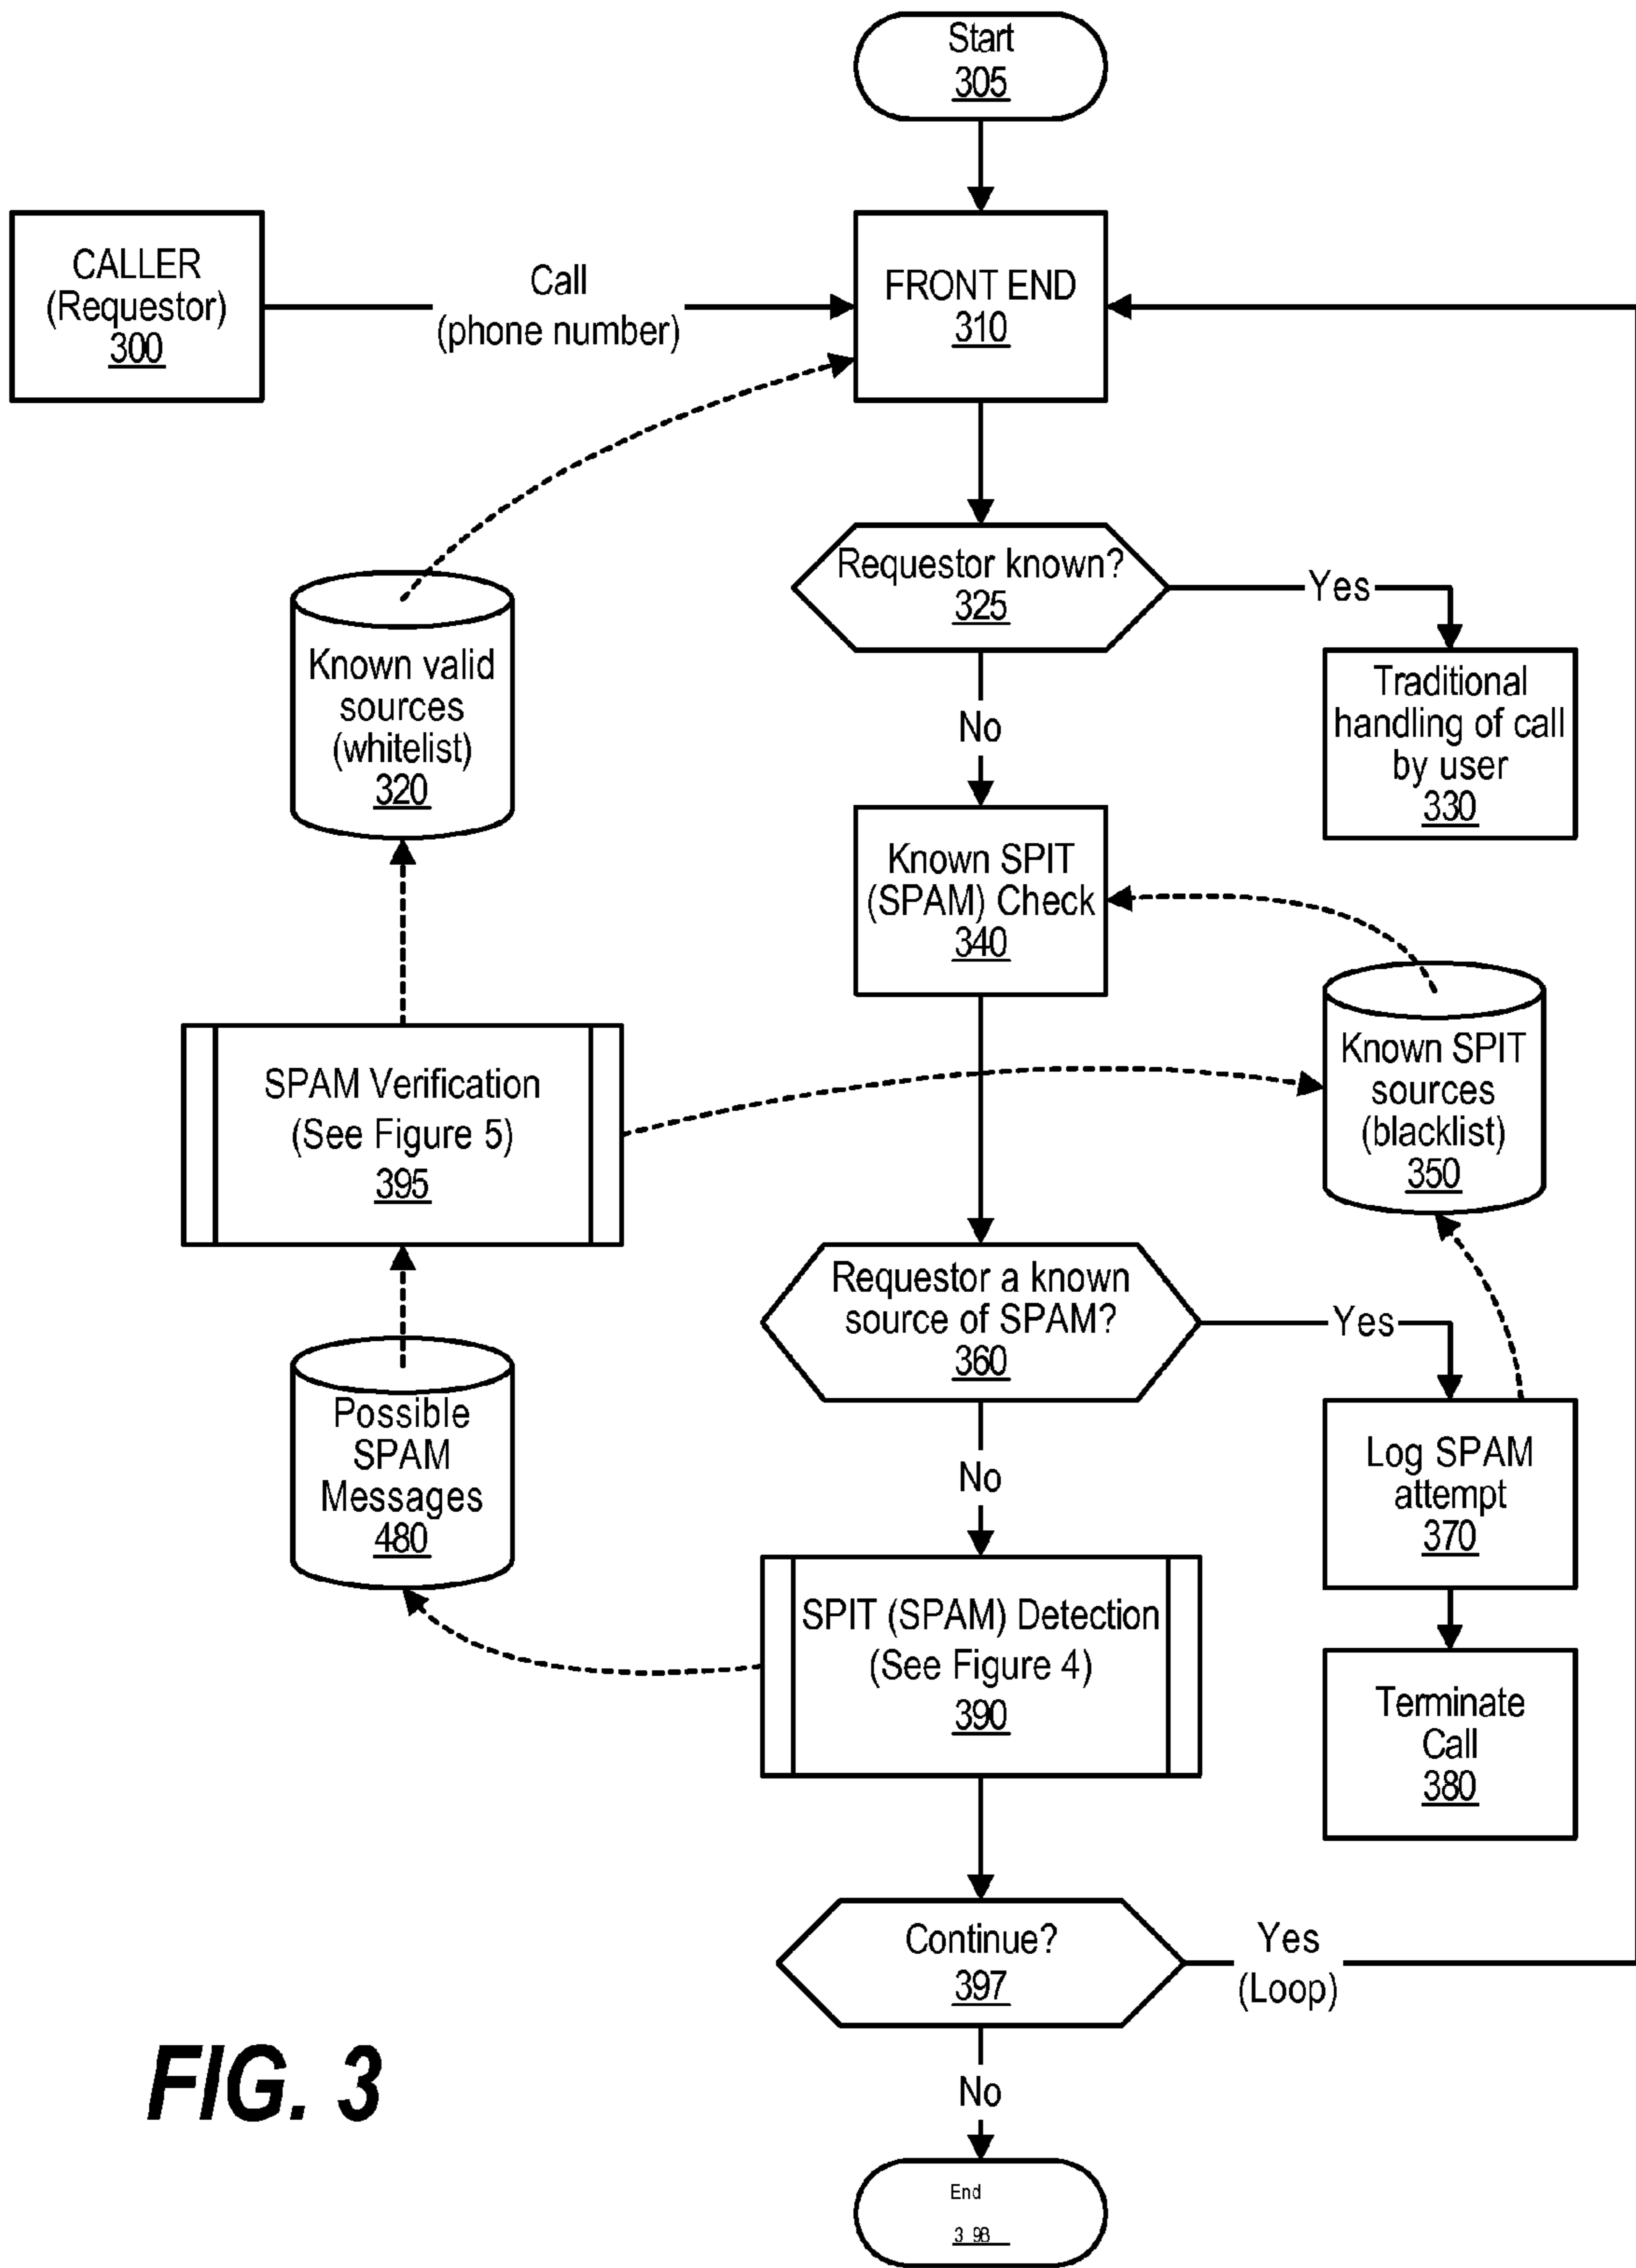 Start
305
CALLER
(Requestor)
300
Call
(phone number)
FRONT END
310
Requestor known?
325
Yes
Known valid
sources
(whitelist)
320
No
Traditional
handling of call
by user
330
Known SPIT
(SPAM) Check
340
SPAM Verification
(See Figure 5)
395
Known SPIT
sources
(blacklist)
350
Requestor a known
source of SPAM?
360
Yes
Possible
SPAM
Messages
480
No
Log SPAM
attempt
370
SPIT (SPAM) Detection
(See Figure 4)
390
Terminate
Call
380
Continue?
397
Yes
(Loop)
No
FIG. 3
End
398